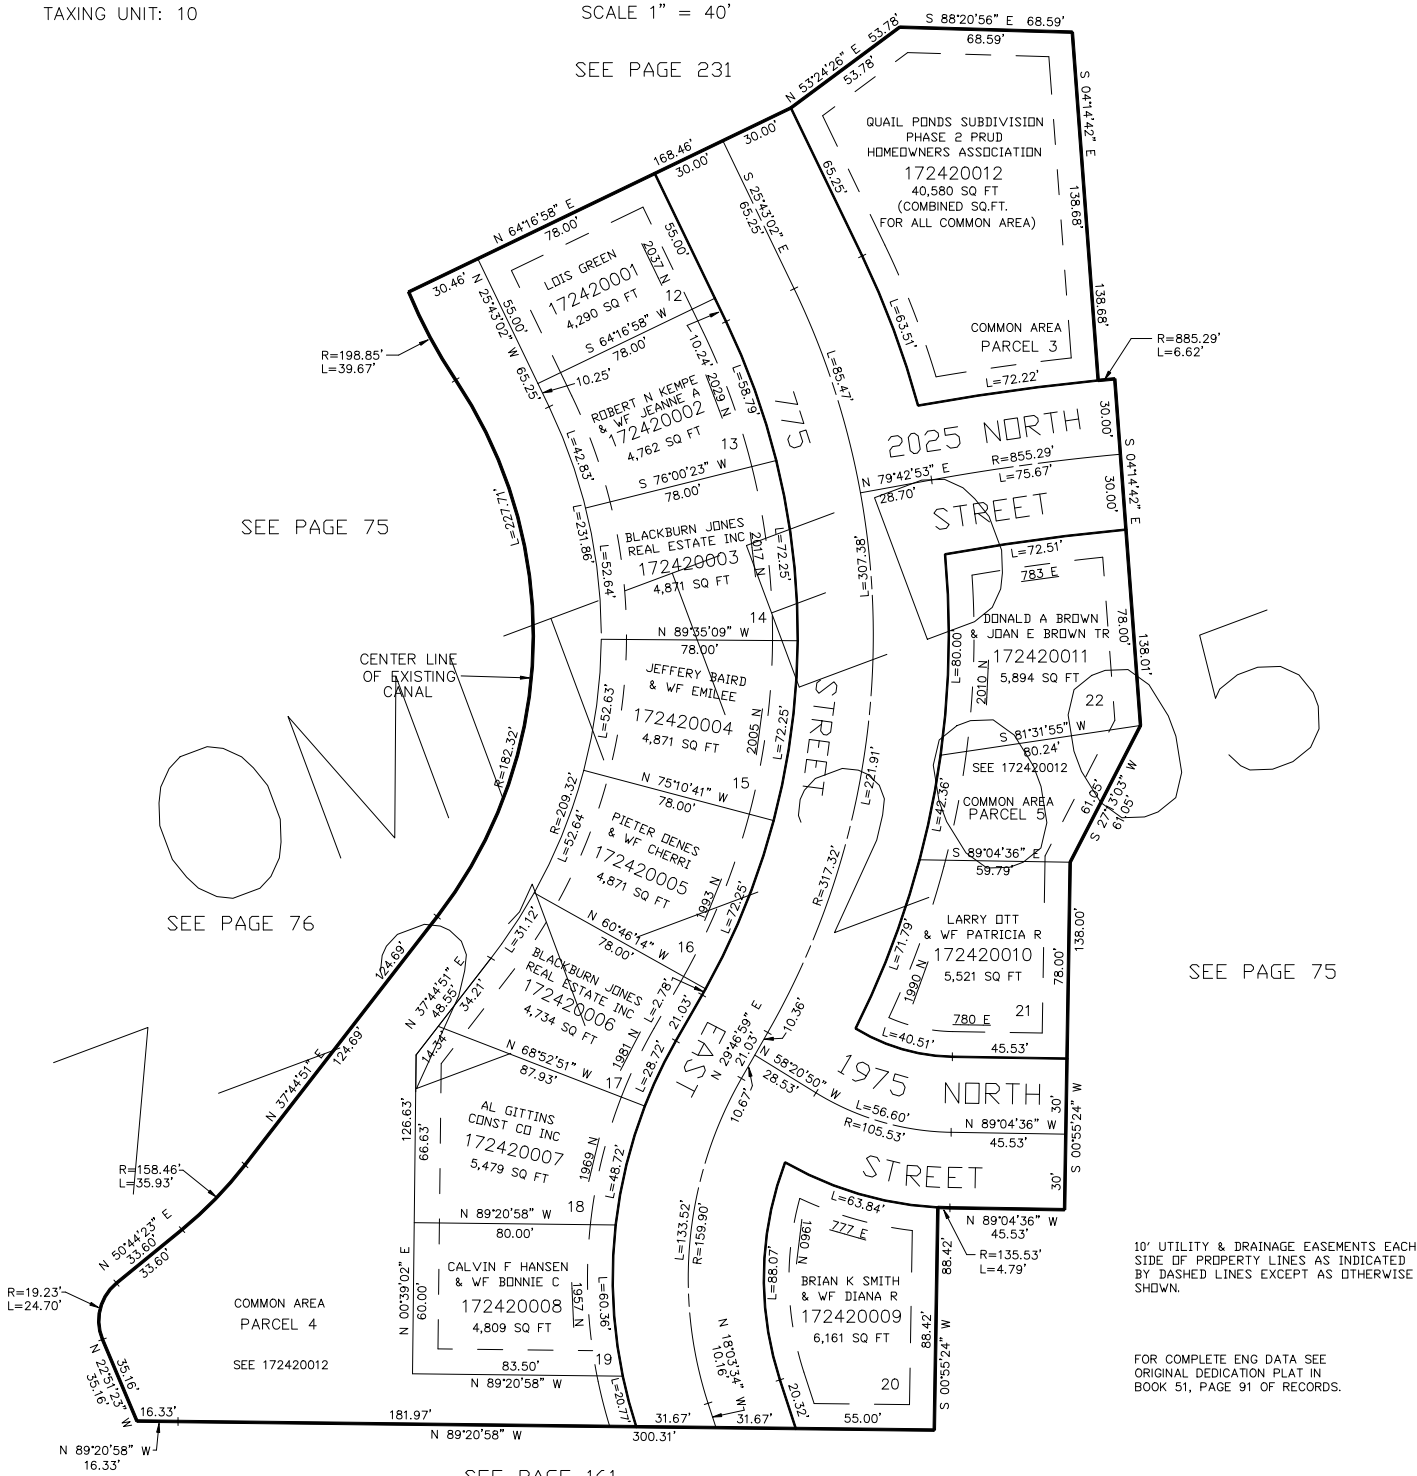 TAXING UNIT: 10
SCALE 1" = 40'
SEE PAGE 231
S 88°20'56" E 68.59'
68.59'
N 53°24'26" E 53.78'
53.78'
S 04°14'42" E
138.68'
138.68'
QUAIL PONDS SUBDIVISION
PHASE 2 PRUD
HOMEOWNERS ASSOCIATION
172420012
40,580 SQ FT
(COMBINED SQ.FT.
FOR ALL COMMON AREA)
COMMON AREA
PARCEL 3
65.25'
L=63.51'
L=72.22'
R=885.29'
L=6.62'
168.46'
30.00'
30.00'
N 64°16'58" E
78.00'
30.46'
S 25°43'02" E
65.25'
R=198.85'
L=39.67'
N 25°43'02" W 65.25'
55.00'
55.00'
LOIS GREEN
172420001
4,290 SQ FT
2037 N
12
S 64°16'58" W
78.00'
10.25'
L=10.24'
ROBERT N KEMPE
& WF JEANNE A
172420002
4,762 SQ FT
2029 N
13
L=58.79'
L=42.83'
S 76°00'23" W
78.00'
L=85.47'
775
STREET
EAST
2025 NORTH
STREET
N 79°42'53" E
28.70'
R=855.29'
L=75.67'
30.00'
30.00'
S 04°14'42" E
SEE PAGE 75
L=227.71'
L=231.86'
BLACKBURN JONES
REAL ESTATE INC
172420003
4,871 SQ FT
2017 N
14
L=52.64'
L=72.25'
L=307.38'
N 89°35'09" W
78.00'
L=72.51'
783 E
DONALD A BROWN
& JOAN E BROWN TR
172420011
5,894 SQ FT
2010 N
22
L=80.00'
78.00'
138.01'
S 81°31'55" W
80.24'
SEE 172420012
COMMON AREA
PARCEL 5
L=42.36'
61.05'
S 27°13'03" W
61.05'
S 89°04'36" E
59.79'
CENTER LINE
OF EXISTING
CANAL
R=182.32'
JEFFERY BAIRD
& WF EMILEE
172420004
4,871 SQ FT
2005 N
15
L=52.63'
L=72.25'
N 75°10'41" W
78.00'
L=221.91'
R=209.32'
L=52.64'
PIETER DENES
& WF CHERRI
172420005
4,871 SQ FT
1993 N
16
L=72.25'
R=317.32'
N 60°46'14" W
78.00'
SEE PAGE 76
LARRY OTT
& WF PATRICIA R
172420010
5,521 SQ FT
1990 N
21
780 E
L=71.79'
78.00'
138.00'
L=40.51'
45.53'
SEE PAGE 75
L=31.12'
BLACKBURN JONES
REAL ESTATE INC
172420006
4,734 SQ FT
1981 N
17
L=2.78'
21.03'
L=28.72'
34.21'
N 37°44'51" E
48.55'
14.34'
N 68°52'51" W
87.93'
N 29°46'59" E
21.03'
10.36'
10.67'
N 58°20'50" W
28.53'
1975 NORTH
STREET
L=56.60'
R=105.53'
N 89°04'36" W
45.53'
30'
30'
S 00°55'24" W
124.69'
124.69'
N 37°44'51" E
AL GITTINS
CONST CO INC
172420007
5,479 SQ FT
1969 N
18
126.63'
66.63'
L=48.72'
N 89°20'58" W
80.00'
R=158.46'
L=35.93'
N 50°44'23" E
33.60'
33.60'
R=19.23'
L=24.70'
COMMON AREA
PARCEL 4
SEE 172420012
N 22°51'23" W
35.16'
35.16'
N 00°39'02" E
60.00'
CALVIN F HANSEN
& WF BONNIE C
172420008
4,809 SQ FT
1957 N
19
L=60.36'
83.50'
N 89°20'58" W
L=20.77'
L=133.52'
R=159.90'
N 18°03'34" W
10.16'
L=63.84'
777 E
1960 N
L=88.07'
BRIAN K SMITH
& WF DIANA R
172420009
6,161 SQ FT
20
20.32'
88.42'
88.42'
S 00°55'24" W
N 89°04'36" W
45.53'
R=135.53'
L=4.79'
10' UTILITY & DRAINAGE EASEMENTS EACH
SIDE OF PROPERTY LINES AS INDICATED
BY DASHED LINES EXCEPT AS OTHERWISE
SHOWN.
FOR COMPLETE ENG DATA SEE
ORIGINAL DEDICATION PLAT IN
BOOK 51, PAGE 91 OF RECORDS.
16.33'
181.97'
31.67'
31.67'
55.00'
N 89°20'58" W
300.31'
N 89°20'58" W
16.33'
SEE PAGE 161